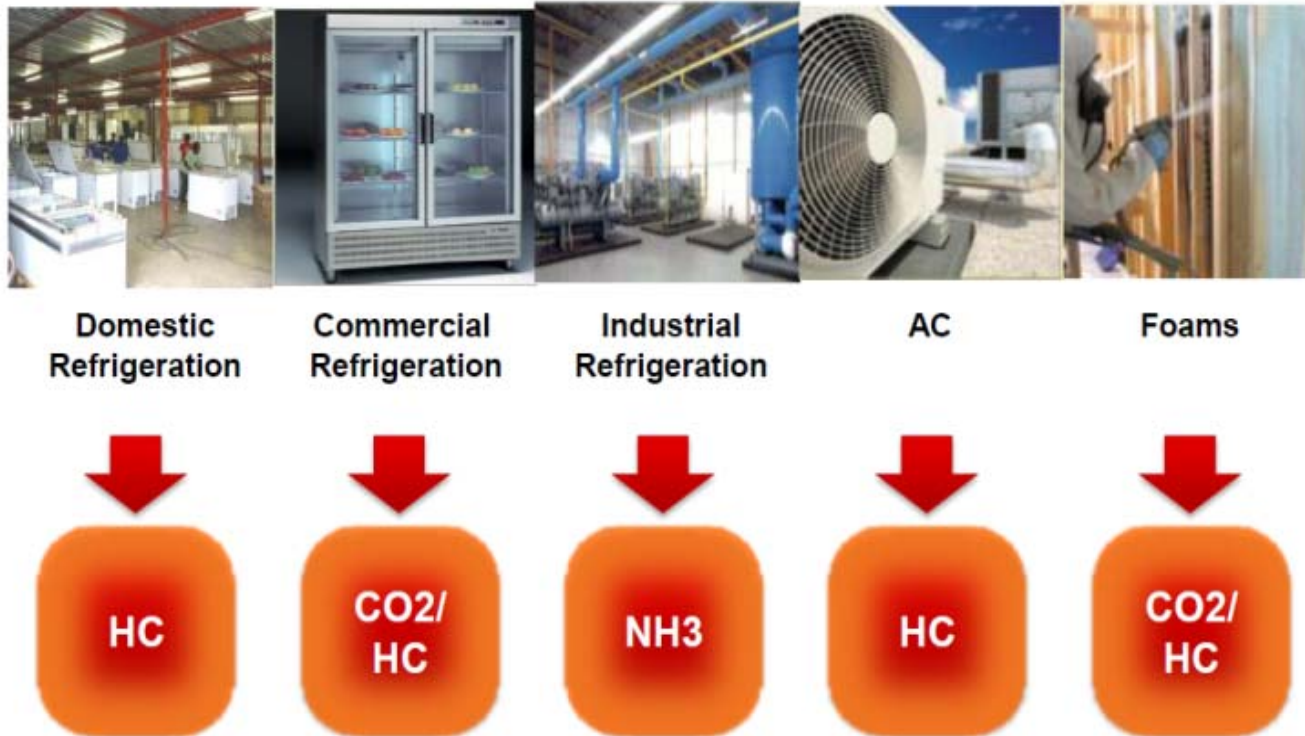 Domestic
Refrigeration
Commercial
Refrigeration
Industrial
Refrigeration
AC
Foams
HC
CO2/
HC
NH3
HC
CO2/
HC